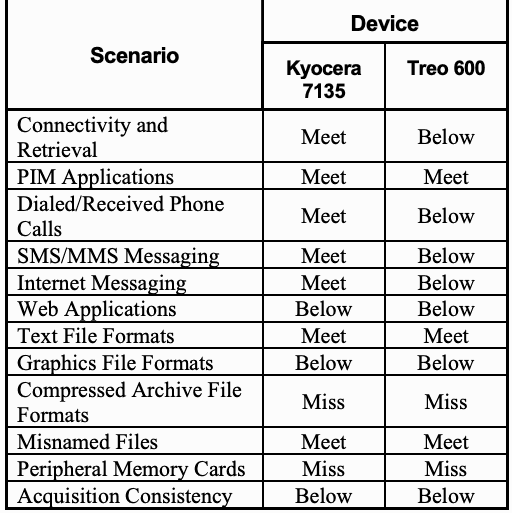 Scenario Device
Kyocera 7135 Treo 600
Connectivity and Retrieval Meet Below
PIM Applications Meet Meet
Dialed/Received Phone Calls Meet Below
SMS/MMS Messaging Meet Below
Internet Messaging Meet Below
Web Applications Below Below
Text File Formats Meet Meet
Graphics File Formats Below Below
Compressed Archive File Formats Miss Miss
Misnamed Files Meet Meet
Peripheral Memory Cards Miss Miss
Acquisition Consistency Below Below